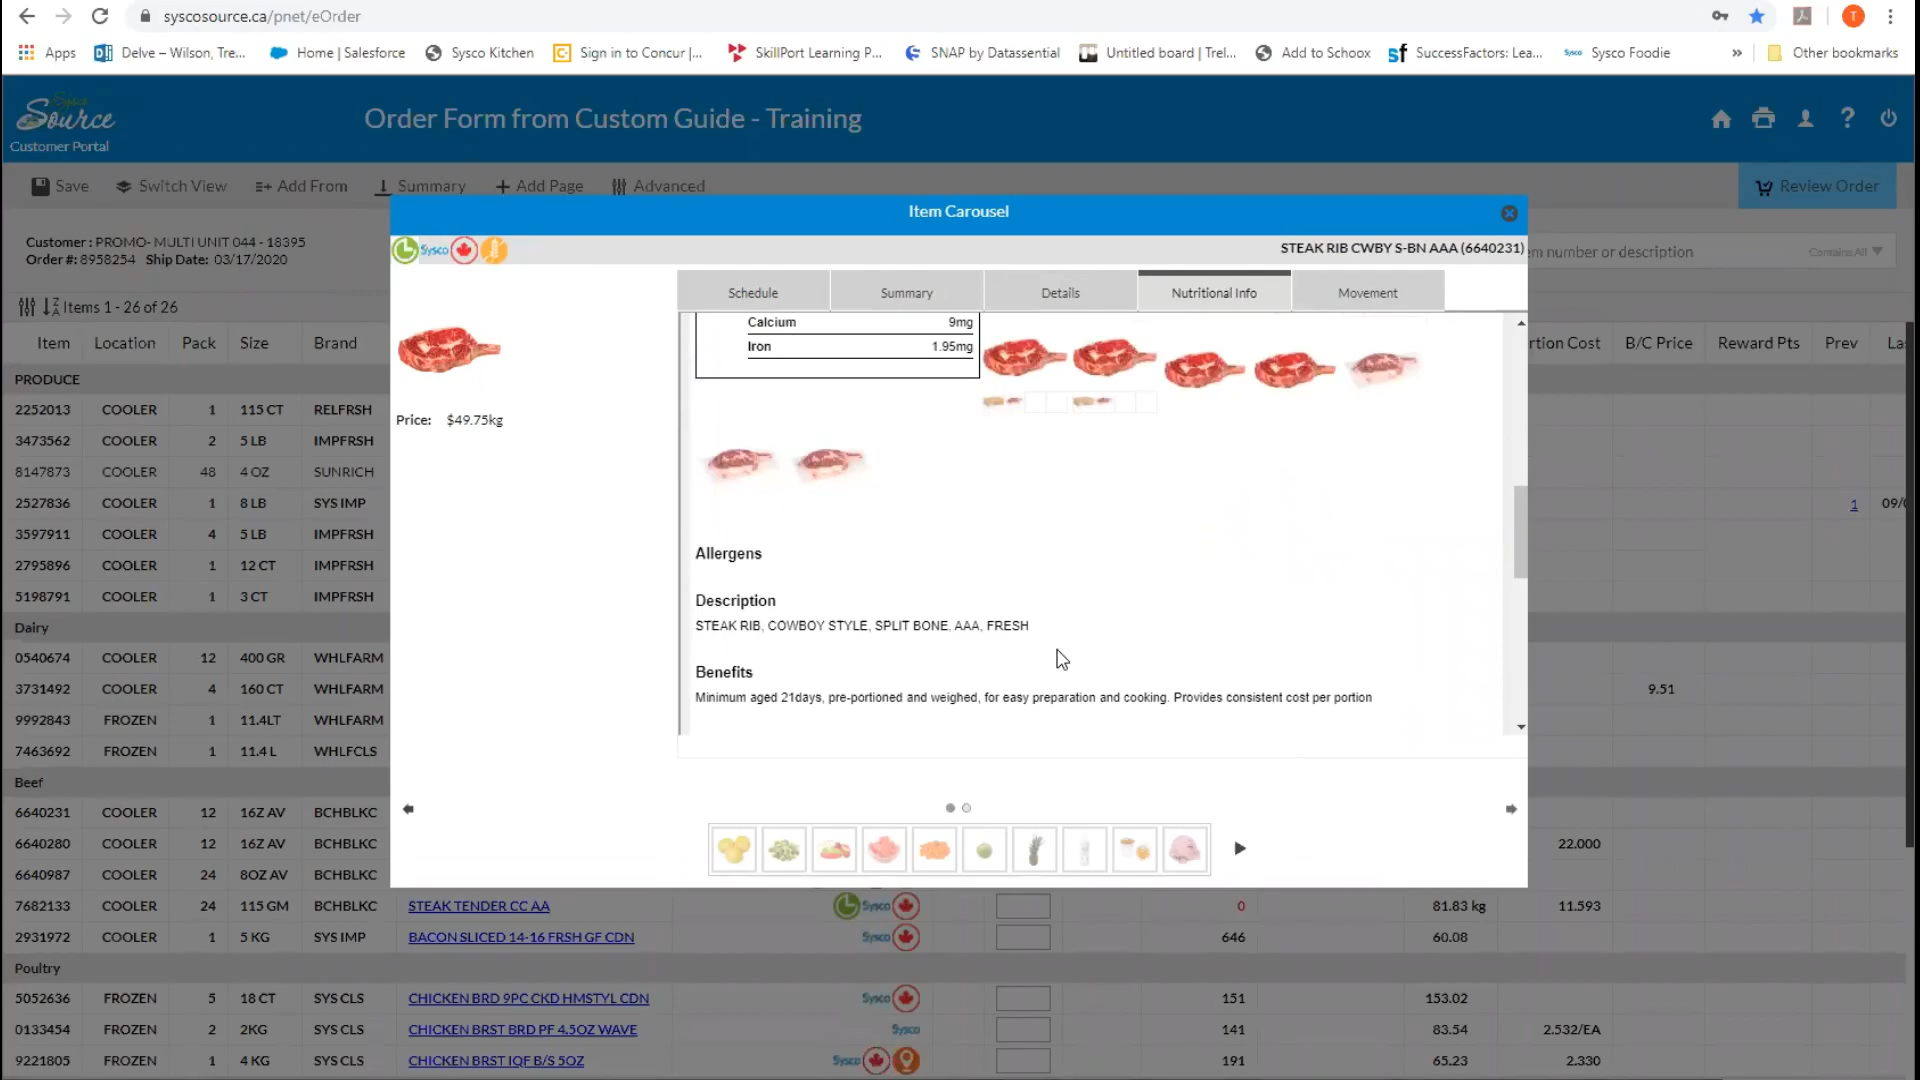 syscosource.ca/pnet/eOrder
T
Apps Delve – Wilson, Tre... Home | Salesforce Sysco Kitchen Sign in to Concur |... SkillPort Learning P... SNAP by Datassential Untitled board | Trel... Add to Schoox SuccessFactors: Lea... Sysco Foodie » Other bookmarks
Sysco
Source
Customer Portal
Order Form from Custom Guide - Training
Save Switch View Add From Summary Add Page Advanced Review Order
Item Carousel
Customer : PROMO- MULTI UNIT 044 - 18395
Order #: 8958254 Ship Date: 03/17/2020
Sysco
STEAK RIB CWBY S-BN AAA (6640231)
em number or description Contains All
Items 1 - 26 of 26
Schedule Summary Details Nutritional Info Movement
Item Location Pack Size Brand rtion Cost B/C Price Reward Pts Prev Las
Calcium 9mg
Iron 1.95mg
Price: $49.75kg
PRODUCE
2252013 COOLER 1 115 CT RELFRSH
3473562 COOLER 2 5 LB IMPFRSH
8147873 COOLER 48 4 OZ SUNRICH
2527836 COOLER 1 8 LB SYS IMP 1 09/0
3597911 COOLER 4 5 LB IMPFRSH
2795896 COOLER 1 12 CT IMPFRSH
5198791 COOLER 1 3 CT IMPFRSH
Allergens
Description
STEAK RIB, COWBOY STYLE, SPLIT BONE, AAA, FRESH
Benefits
Minimum aged 21days, pre-portioned and weighed, for easy preparation and cooking. Provides consistent cost per portion
Dairy
0540674 COOLER 12 400 GR WHLFARM
3731492 COOLER 4 160 CT WHLFARM 9.51
9992843 FROZEN 1 11.4LT WHLFARM
7463692 FROZEN 1 11.4 L WHLFCLS
Beef
6640231 COOLER 12 16Z AV BCHBLKC
6640280 COOLER 12 16Z AV BCHBLKC 22.000
6640987 COOLER 24 8OZ AV BCHBLKC
7682133 COOLER 24 115 GM BCHBLKC STEAK TENDER CC AA Sysco 0 81.83 kg 11.593
2931972 COOLER 1 5 KG SYS IMP BACON SLICED 14-16 FRSH GF CDN Sysco 646 60.08
Poultry
5052636 FROZEN 5 18 CT SYS CLS CHICKEN BRD 9PC CKD HMSTYL CDN Sysco 151 153.02
0133454 FROZEN 2 2KG SYS CLS CHICKEN BRST BRD PF 4.5OZ WAVE Sysco 141 83.54 2.532/EA
9221805 FROZEN 1 4 KG SYS CLS CHICKEN BRST IQF B/S 5OZ Sysco 191 65.23 2.330